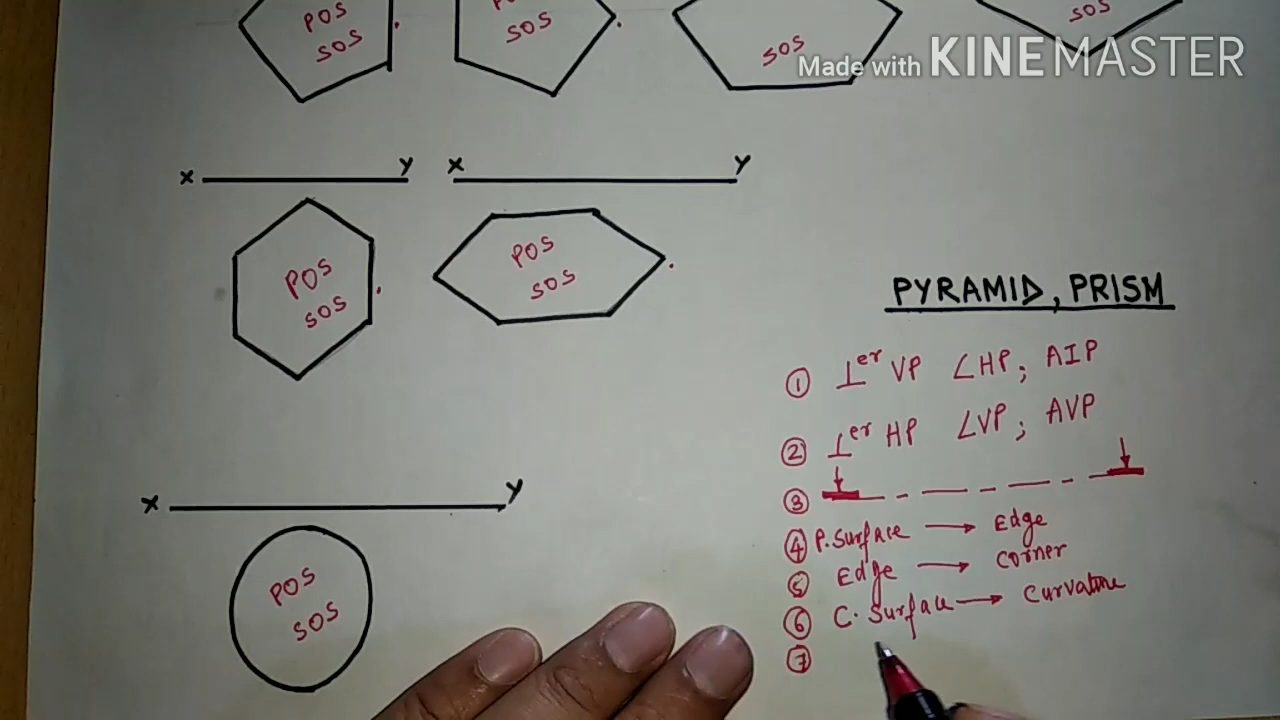 POS
SOS
SOS
SOS
SOS
Made with KINEMASTER
X Y X Y
POS
SOS
POS
SOS
X Y
POS
SOS
PYRAMID, PRISM
① ⊥er VP ∠HP; AIP
② ⊥er HP ∠VP; AVP
③
④ P. Surface → Edge
⑤ Edge → Corner
⑥ C. Surface → Curvature
⑦